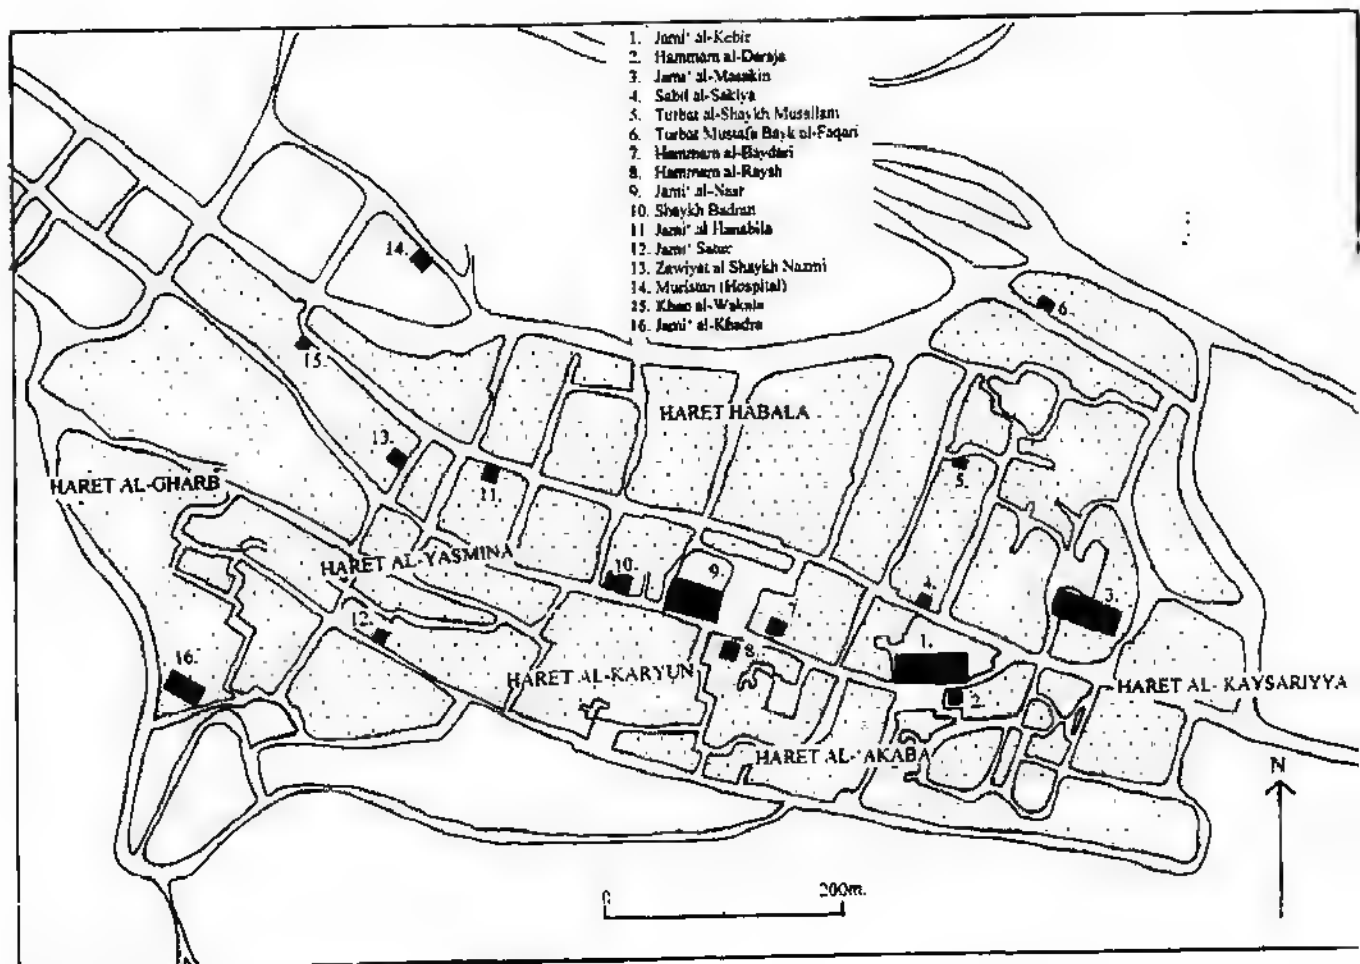 1. Jami' al-Kebir
2. Hammam al-Daraja
3. Jami' al-Masakin
4. Sabil al-Sakiya
5. Turbat al-Shaykh Musallam
6. Turbat Mustafa Bayk al-Faqari
7. Hammam al-Baydari
8. Hammam al-Raysh
9. Jami' al-Nasr
10. Shaykh Badran
11 Jami' al Hanabila
12. Jami' Satur
13. Zawiyat al Shaykh Nazmi
14. Muristan (Hospital)
15. Khan al-Wakala
16. Jami' al-Khadra
14.
6.
15.
HARET HABALA
13.
11.
5.
HARET AL-GHARB
HARET AL-YASMINA
10.
9.
4.
3.
7.
12.
1.
8.
16.
HARET AL-KARYUN
2.
HARET AL- KAYSARIYYA
HARET AL-'AKABA
N
0
200m.